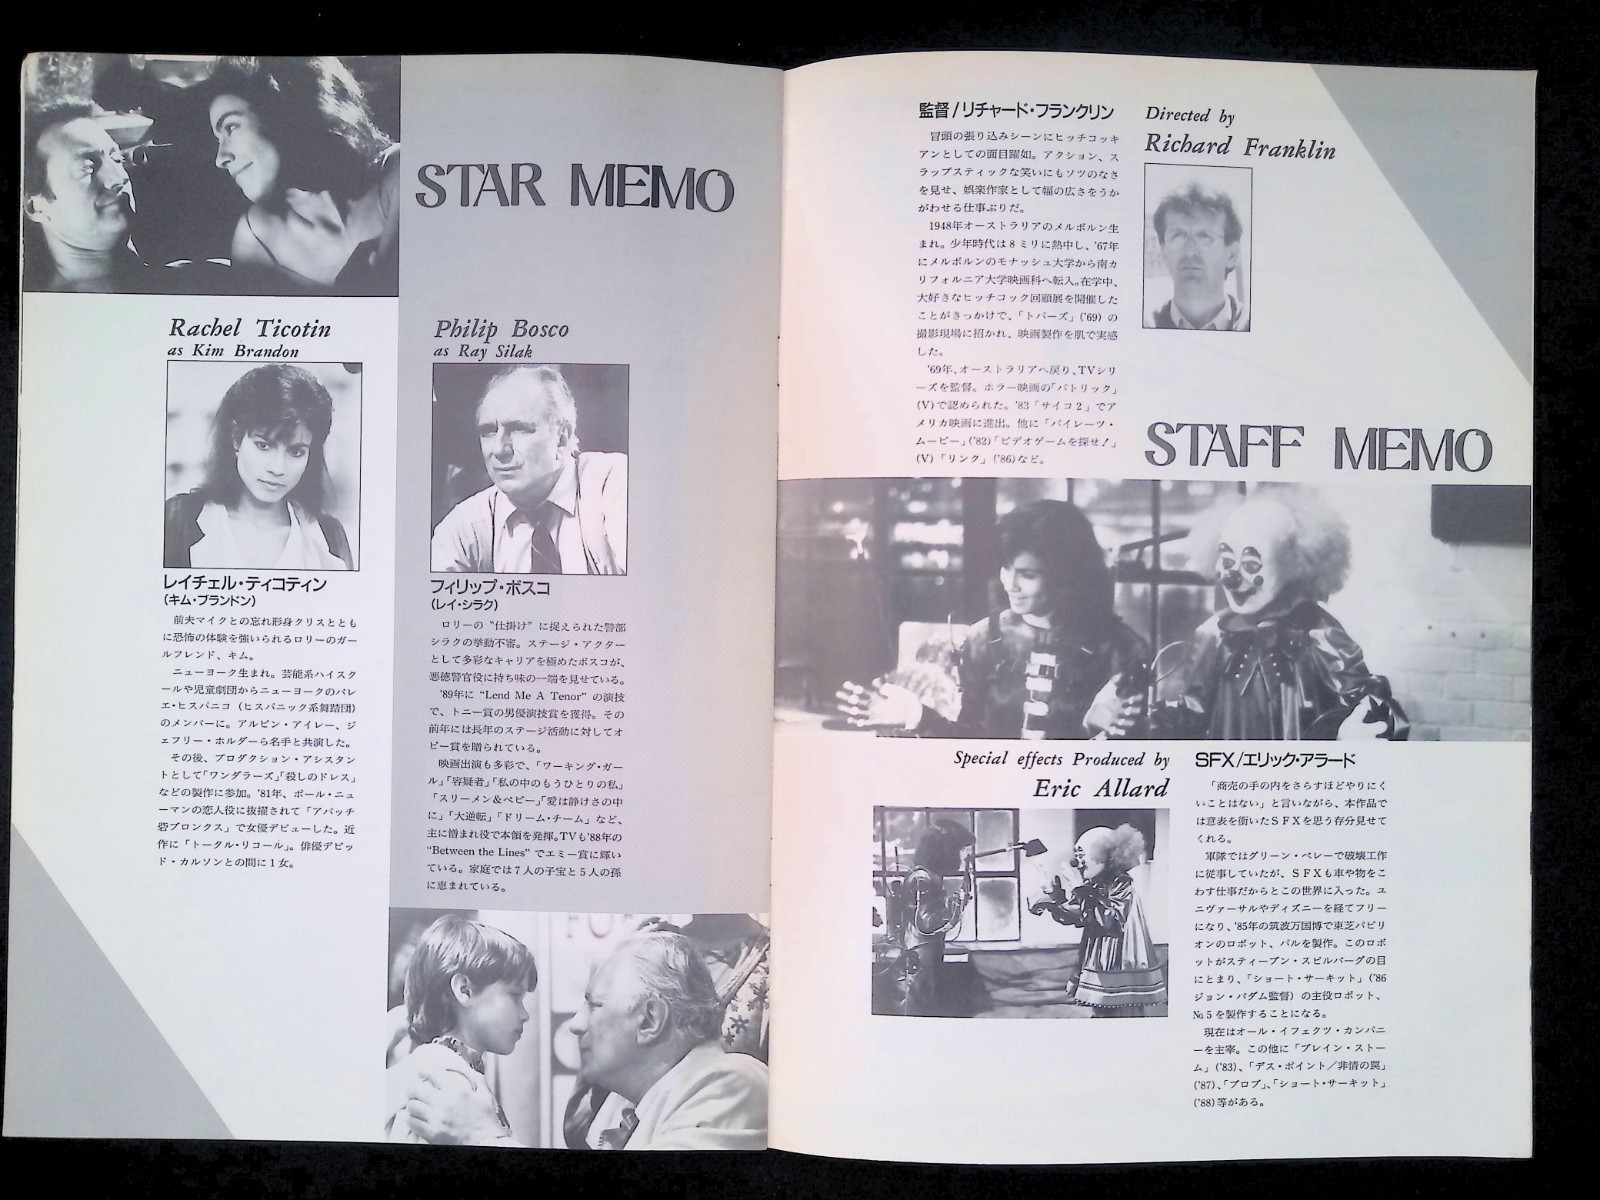 STAR MEMO
Rachel Ticotin
as Kim Brandon
レイチェル・ティコティン
(キム・ブランドン)
前夫マイクとの忘れ形身クリスととも
に恐怖の体験を強いられるロリーのガー
ルフレンド、キム。
ニューヨーク生まれ。芸能系ハイスク
ールや児童劇団からニューヨークのバレ
エ・ヒスパニコ(ヒスパニック系舞踏団)
のメンバーに。アルビン・アイレー、ジ
ェフリー・ホルダーら名手と共演した。
その後、プロダクション・アシスタン
トとして「ワンダラーズ」「殺しのドレス」
などの製作に参加。'81年、ポール・ニュ
ーマンの恋人役に抜擢されて「アパッチ
砦ブロンクス」で女優デビューした。近
作に「トータル・リコール」。俳優デビッ
ド・カルソンとの間に1女。
Philip Bosco
as Ray Silak
フィリップ・ボスコ
(レイ・シラク)
ロリーの〝仕掛け〟に捉えられた警部
シラクの挙動不審。ステージ・アクター
として多彩なキャリアを極めたボスコが、
悪徳警官役に持ち味の一端を見せている。
'89年に “Lend Me A Tenor” の演技
で、トニー賞の男優演技賞を獲得。その
前年には長年のステージ活動に対してオ
ビー賞を贈られている。
映画出演も多彩で、「ワーキング・ガー
ル」「容疑者」「私の中のもうひとりの私」
「スリーメン&ベビー」「愛は静けさの中
に」「大逆転」「ドリーム・チーム」など、
主に憎まれ役で本領を発揮。TVも'88年の
“Between the Lines” でエミー賞に輝い
ている。家庭では7人の子宝と5人の孫
に恵まれている。
監督/リチャード・フランクリン
冒頭の張り込みシーンにヒッチコッキ
アンとしての面目躍如。アクション、ス
ラップスティックな笑いにもソツのなさ
を見せ、娯楽作家として幅の広さをうか
がわせる仕事ぶりだ。
1948年オーストラリアのメルボルン生
まれ。少年時代は8ミリに熱中し、'67年
にメルボルンのモナッシュ大学から南カ
リフォルニア大学映画科へ転入。在学中、
大好きなヒッチコック回顧展を開催した
ことがきっかけで、「トパーズ」('69)の
撮影現場に招かれ、映画製作を肌で実感
した。
'69年、オーストラリアへ戻り、TVシリ
ーズを監督。ホラー映画の「パトリック」
(V)で認められた。'83「サイコ2」でア
メリカ映画に進出。他に「パイレーツ・
ムービー」('82)「ビデオゲームを探せ！」
(V)「リンク」('86)など。
Directed by
Richard Franklin
STAFF MEMO
Special effects Produced by
Eric Allard
SFX/エリック・アラード
「商売の手の内をさらすほどやりにく
いことはない」と言いながら、本作品で
は意表を衝いたSFXを思う存分見せて
くれる。
軍隊ではグリーン・ベレーで破壊工作
に従事していたが、SFXも車や物をこ
わす仕事だからとこの世界に入った。ユ
ニヴァーサルやディズニーを経てフリー
になり、'85年の筑波万国博で東芝パビリ
オンのロボット、パルを製作。このロボ
ットがスティーブン・スピルバーグの目
にとまり、「ショート・サーキット」('86
ジョン・バダム監督)の主役ロボット、
№5を製作することになる。
現在はオール・イフェクツ・カンパニ
ーを主宰。この他に「ブレイン・ストー
ム」('83)、「デス・ポイント／非情の罠」
('87)、「ブロブ」、「ショート・サーキット」
('88)等がある。